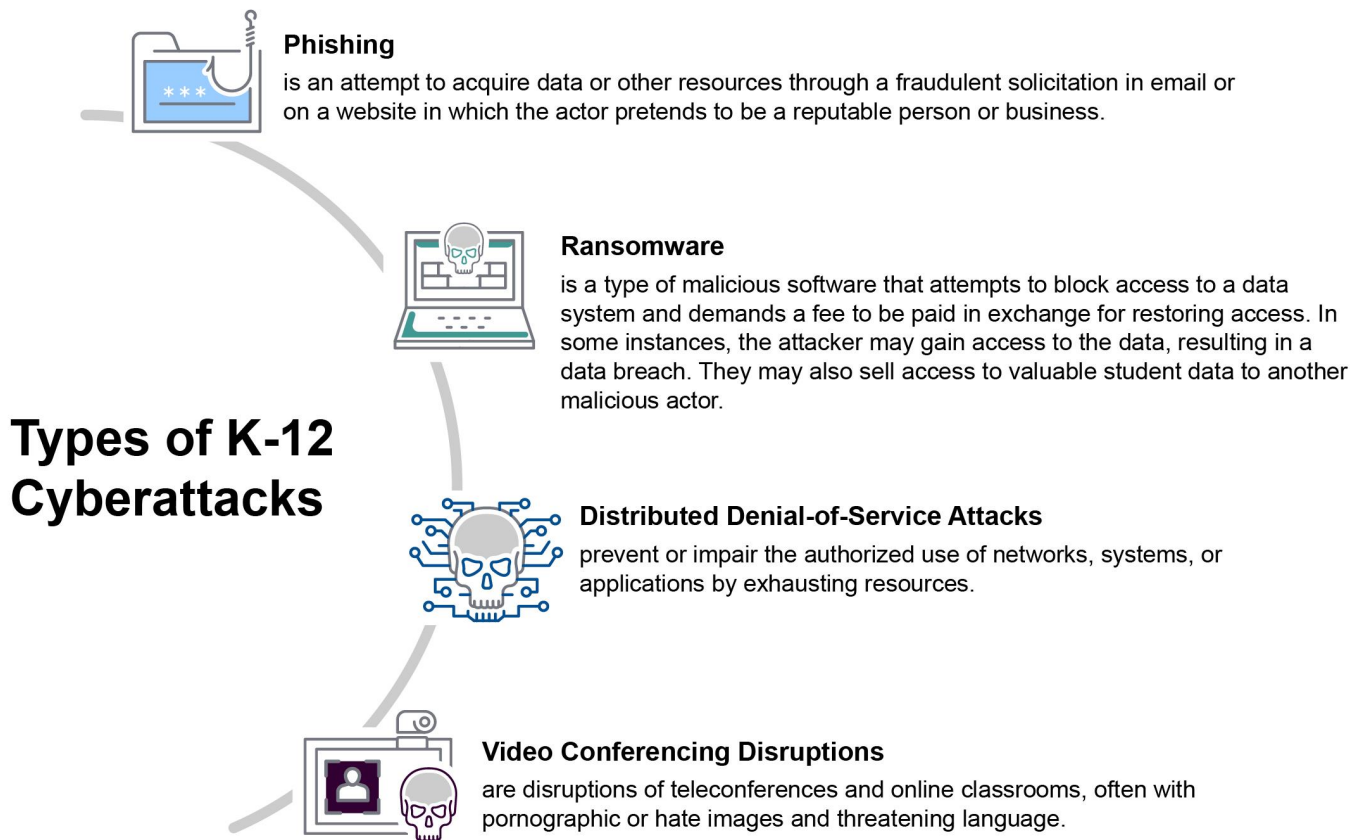 Phishing
is an attempt to acquire data or other resources through a fraudulent solicitation in email or
on a website in which the actor pretends to be a reputable person or business.
Ransomware
is a type of malicious software that attempts to block access to a data
system and demands a fee to be paid in exchange for restoring access. In
some instances, the attacker may gain access to the data, resulting in a
data breach. They may also sell access to valuable student data to another
malicious actor.
Types of K-12
Cyberattacks
Distributed Denial-of-Service Attacks
prevent or impair the authorized use of networks, systems, or
applications by exhausting resources.
Video Conferencing Disruptions
are disruptions of teleconferences and online classrooms, often with
pornographic or hate images and threatening language.